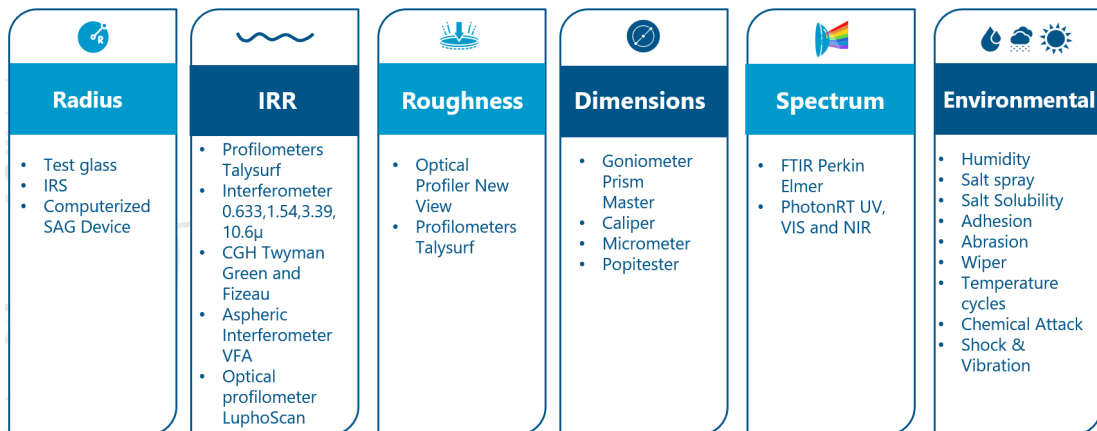 R
Radius
• Test glass
• IRS
• Computerized
SAG Device
IRR
• Profilometers
Talysurf
• Interferometer
0.633,1.54,3.39,
10.6µ
• CGH Twyman
Green and
Fizeau
• Aspheric
Interferometer
VFA
• Optical
profilometer
LuphoScan
Roughness
• Optical
Profiler New
View
• Profilometers
Talysurf
Dimensions
• Goniometer
Prism
Master
• Caliper
• Micrometer
• Popitester
Spectrum
• FTIR Perkin
Elmer
• PhotonRT UV,
VIS and NIR
Environmental
• Humidity
• Salt spray
• Salt Solubility
• Adhesion
• Abrasion
• Wiper
• Temperature
cycles
• Chemical Attack
• Shock &
Vibration